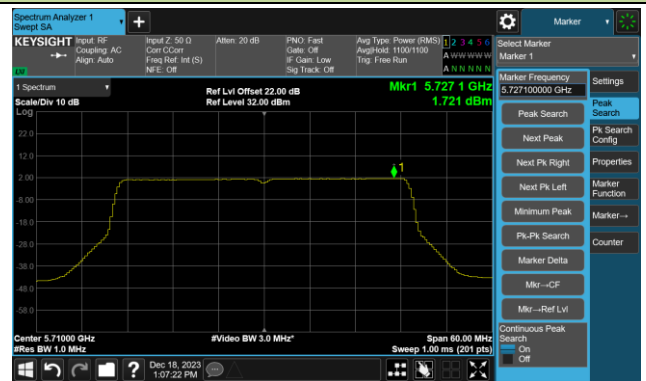 Spectrum Analyzer 1
Swept SA
Marker
KEYSIGHT
Input: RF
Coupling: AC
Align: Auto
Input Z: 50 Ω
Corr CCorr
Freq Ref: Int (S)
NFE: Off
Atten: 20 dB
PNO: Fast
Gate: Off
IF Gain: Low
Sig Track: Off
Avg Type: Power (RMS)
Avg|Hold: 1100/1100
Trig: Free Run
1 2 3 4 5 6
A W W W W W
A N N N N N
LV
Select Marker
Marker 1
1 Spectrum
Scale/Div 10 dB
Log
Ref Lvl Offset 22.00 dB
Ref Level 32.00 dBm
Mkr1 5.727 1 GHz
1.721 dBm
22.0
12.0
2.00
-8.00
-18.0
-28.0
-38.0
-48.0
-58.0
1
Center 5.71000 GHz
#Res BW 1.0 MHz
#Video BW 3.0 MHz*
Span 60.00 MHz
Sweep 1.00 ms (201 pts)
Marker Frequency
5.727100000 GHz
Peak Search
Next Peak
Next Pk Right
Next Pk Left
Minimum Peak
Pk-Pk Search
Marker Delta
Mkr→CF
Mkr→Ref Lvl
Continuous Peak
Search
On
Off
Settings
Peak
Search
Pk Search
Config
Properties
Marker
Function
Marker→
Counter
?
Dec 18, 2023
1:07:22 PM